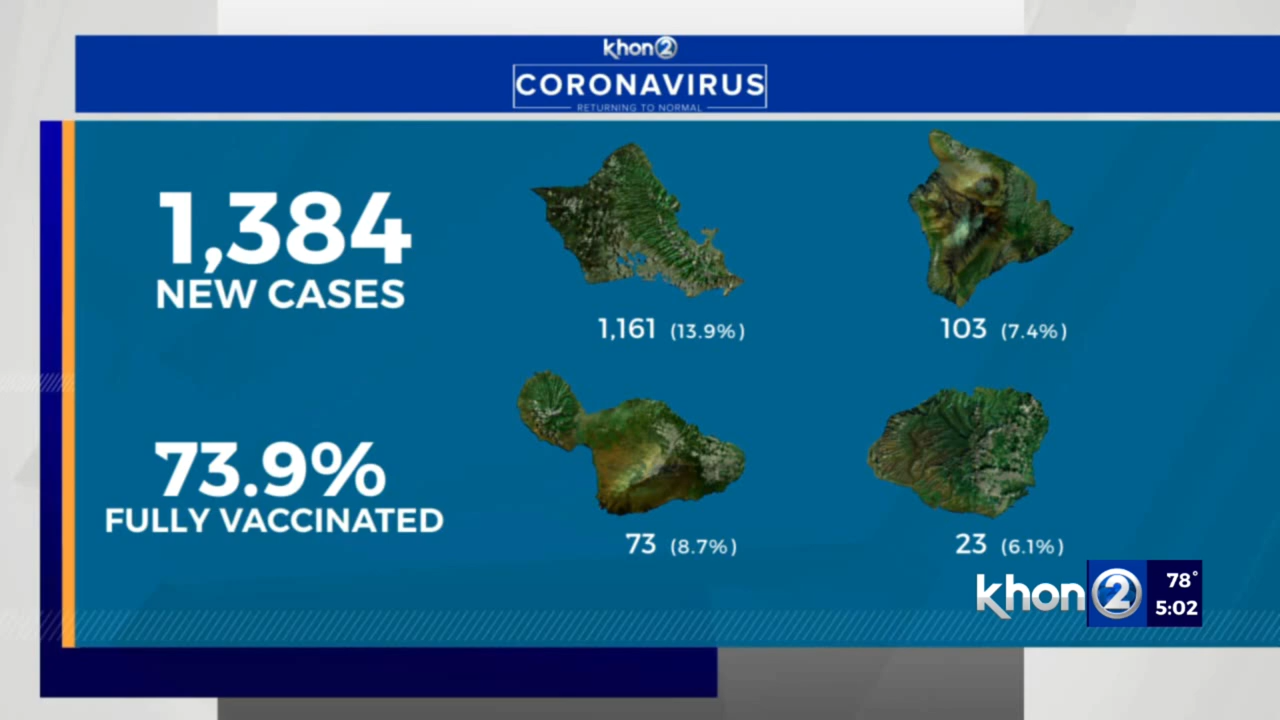 khon2
CORONAVIRUS
RETURNING TO NORMAL
1,384
NEW CASES
1,161 (13.9%)
103 (7.4%)
73.9%
FULLY VACCINATED
73 (8.7%)
23 (6.1%)
khon2
78°
5:02